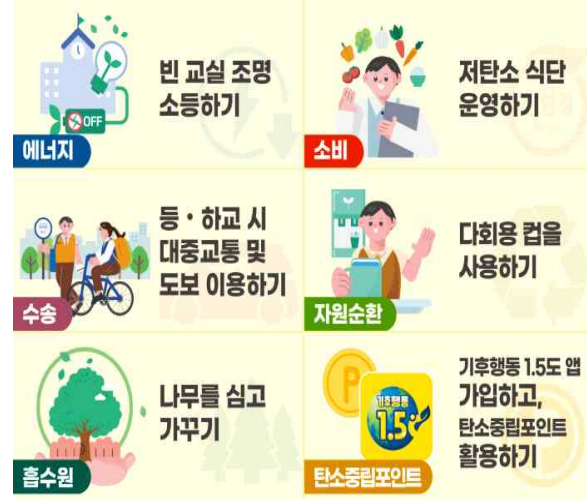 빈 교실 조명
소등하기
OFF
에너지
저탄소 식단
운영하기
소비
등·하교 시
대중교통 및
도보 이용하기
수송
다회용 컵을
사용하기
자원순환
나무를 심고
가꾸기
흡수원
기후행동 1.5도 앱
가입하고,
탄소중립포인트
활용하기
P
기후행동
1.5
탄소중립포인트